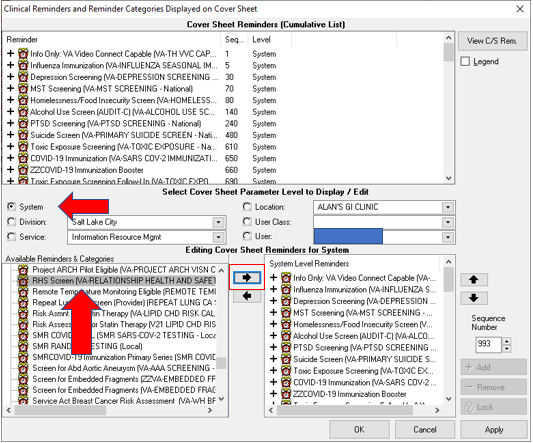 Clinical Reminders and Reminder Categories Displayed on Cover Sheet
Cover Sheet Reminders (Cumulative List)
Reminder Seq... Level
Info Only: VA Video Connect Capable (VA-TH VVC CAP... 1 System
Influenza Immunization (VA-INFLUENZA SEASONAL IM... 5 System
Depression Screening (VA-DEPRESSION SCREENING ... 30 System
MST Screening (VA-MST SCREENING - National) 70 System
Homelessness/Food Insecurity Screen (VA-HOMELESS... 80 System
Alcohol Use Screen (AUDIT-C) (VA-ALCOHOL USE SC... 140 System
PTSD Screening (VA-PTSD SCREENING - National) 240 System
Suicide Screen (VA-PRIMARY SUICIDE SCREEN - Nati... 480 System
Toxic Exposure Screening (VA-TOXIC EXPOSURE - Na... 610 System
COVID-19 Immunization (VA-SARS COV-2 IMMUNIZATI... 650 System
ZZCOVID-19 Immunization Booster 660 System
Toxic Exposure Screening Follow-Up (VA-TOXIC EXPO... 690 System
View C/S Rem.
Legend
Select Cover Sheet Parameter Level to Display / Edit
System
Location: ALAN'S GI CLINIC
Division: Salt Lake City
User Class:
Service: Information Resource Mgmt
User:
Editing Cover Sheet Reminders for System
Available Reminders & Categories
Project ARCH Pilot Eligible (VA-PROJECT ARCH VISN C
RHS Screen (VA-RELATIONSHIP HEALTH AND SAFET
Remote Temperature Monitoring Eligible (REMOTE TEMI
Repeat Lung Screen (Provider) (REPEAT LUNG CA S
Risk Assmt Statin Therapy (VA-LIPID CHD RISK CAL
Risk Assess for Statin Therapy (V21 LIPID CHD RIS
SMR COVID (SMR SARS-COV-2 TESTING - Loca
SMR RAND TESTING (Local)
SMRCOVID-19 Immunization Primary Series (SMR COVID
Screen for Abd Aortic Aneurysm (VA-AAA SCREENING -
Screen for Embedded Fragments (ZZVA-EMBEDDED FF
Screen for Embedded Fragments (VA-EMBEDDED FRAG
Service Act Breast Cancer Risk Assessment (VA-WH BF
System Level Reminders
Info Only: VA Video Connect Capable (VA-...
Influenza Immunization (VA-INFLUENZA S...
Depression Screening (VA-DEPRESSION ...
MST Screening (VA-MST SCREENING - ...
Homelessness/Food Insecurity Screen (V...
Alcohol Use Screen (AUDIT-C) (VA-ALCO...
PTSD Screening (VA-PTSD SCREENING ...
Suicide Screen (VA-PRIMARY SUICIDE ...
Toxic Exposure Screening (VA-TOXIC EX...
COVID-19 Immunization (VA-SARS COV-2 ...
ZZCOVID-19 Immunization Booster
Sequence
Number
993
Add
Remove
Lock
OK
Cancel
Apply